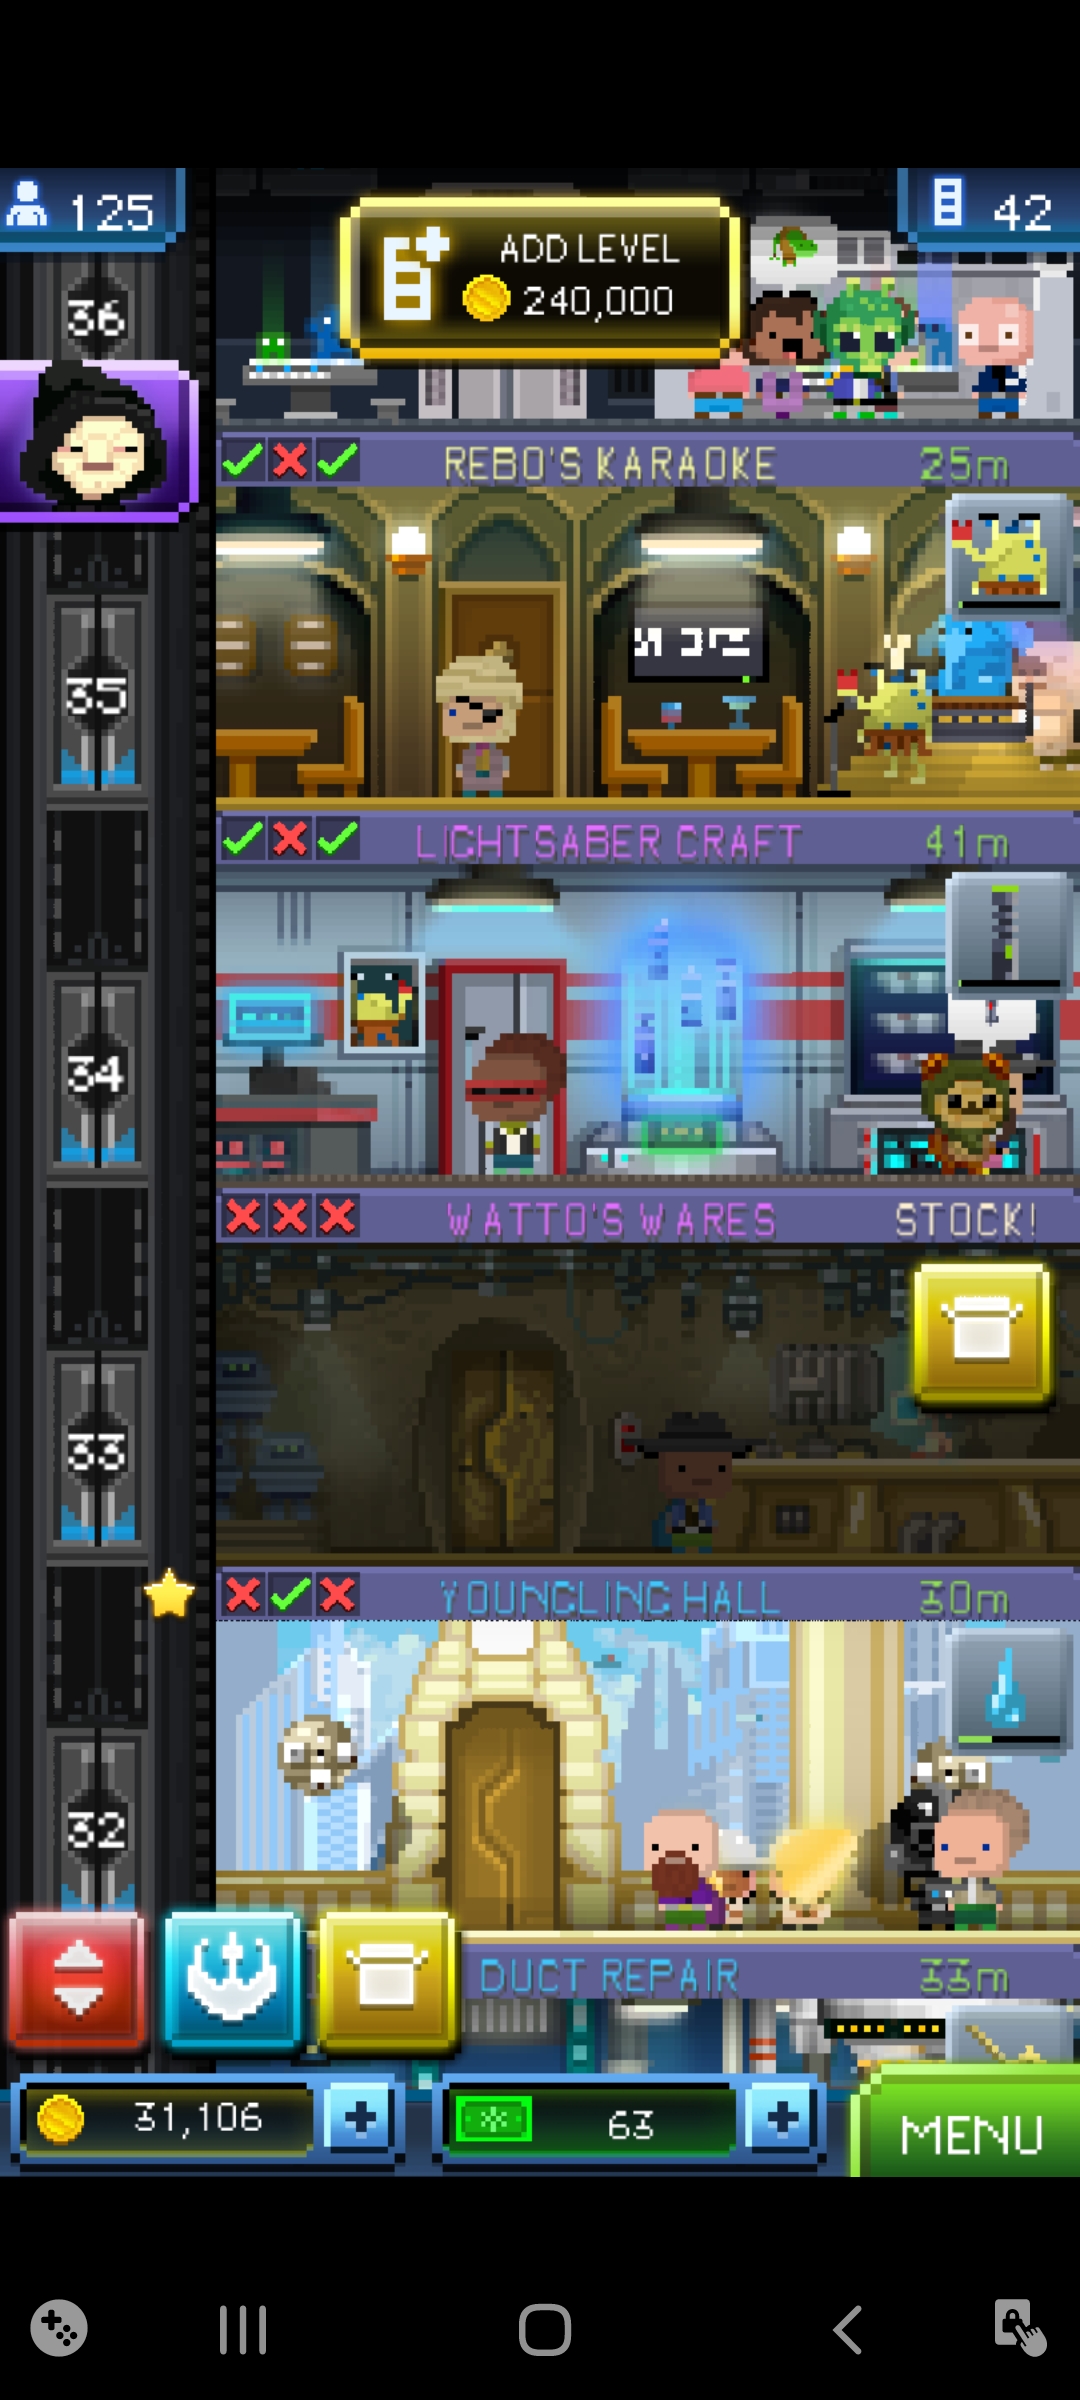 125
42
ADD LEVEL
240,000
36
REBO'S KARAOKE 25m
35
LIGHTSABER CRAFT 41m
34
WATTO'S WARES STOCK!
33
YOUNGLING HALL 30m
32
DUCT REPAIR 33m
31,106
63
MENU